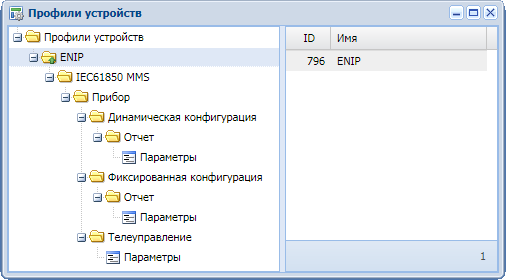 Профили устройств
Профили устройств
ENIP
IEC61850 MMS
Прибор
Динамическая конфигурация
Отчет
Параметры
Фиксированная конфигурация
Отчет
Параметры
Телеуправление
Параметры
ID Имя
796 ENIP
1